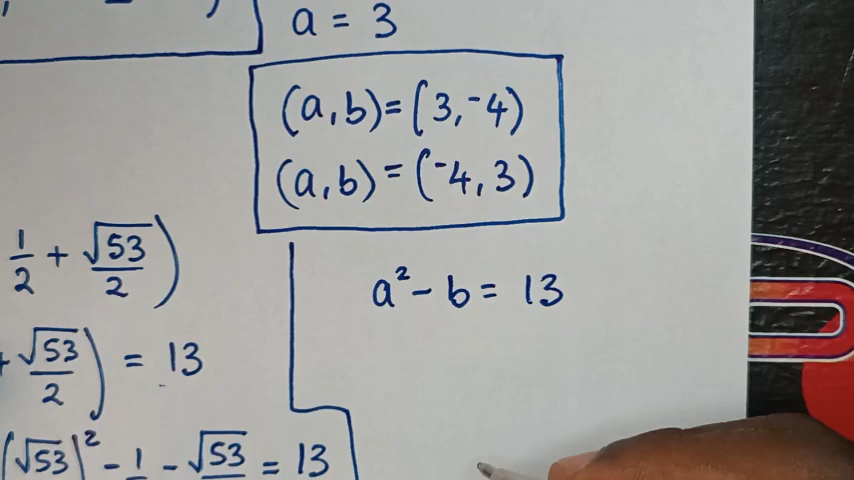 a = 3
(a,b)=(3,⁻4)
(a,b) = (⁻4,3)
1/2 + √53/2)
a² - b = 13
+ √53/2) = 13
(√53)² - 1 - √53 = 13